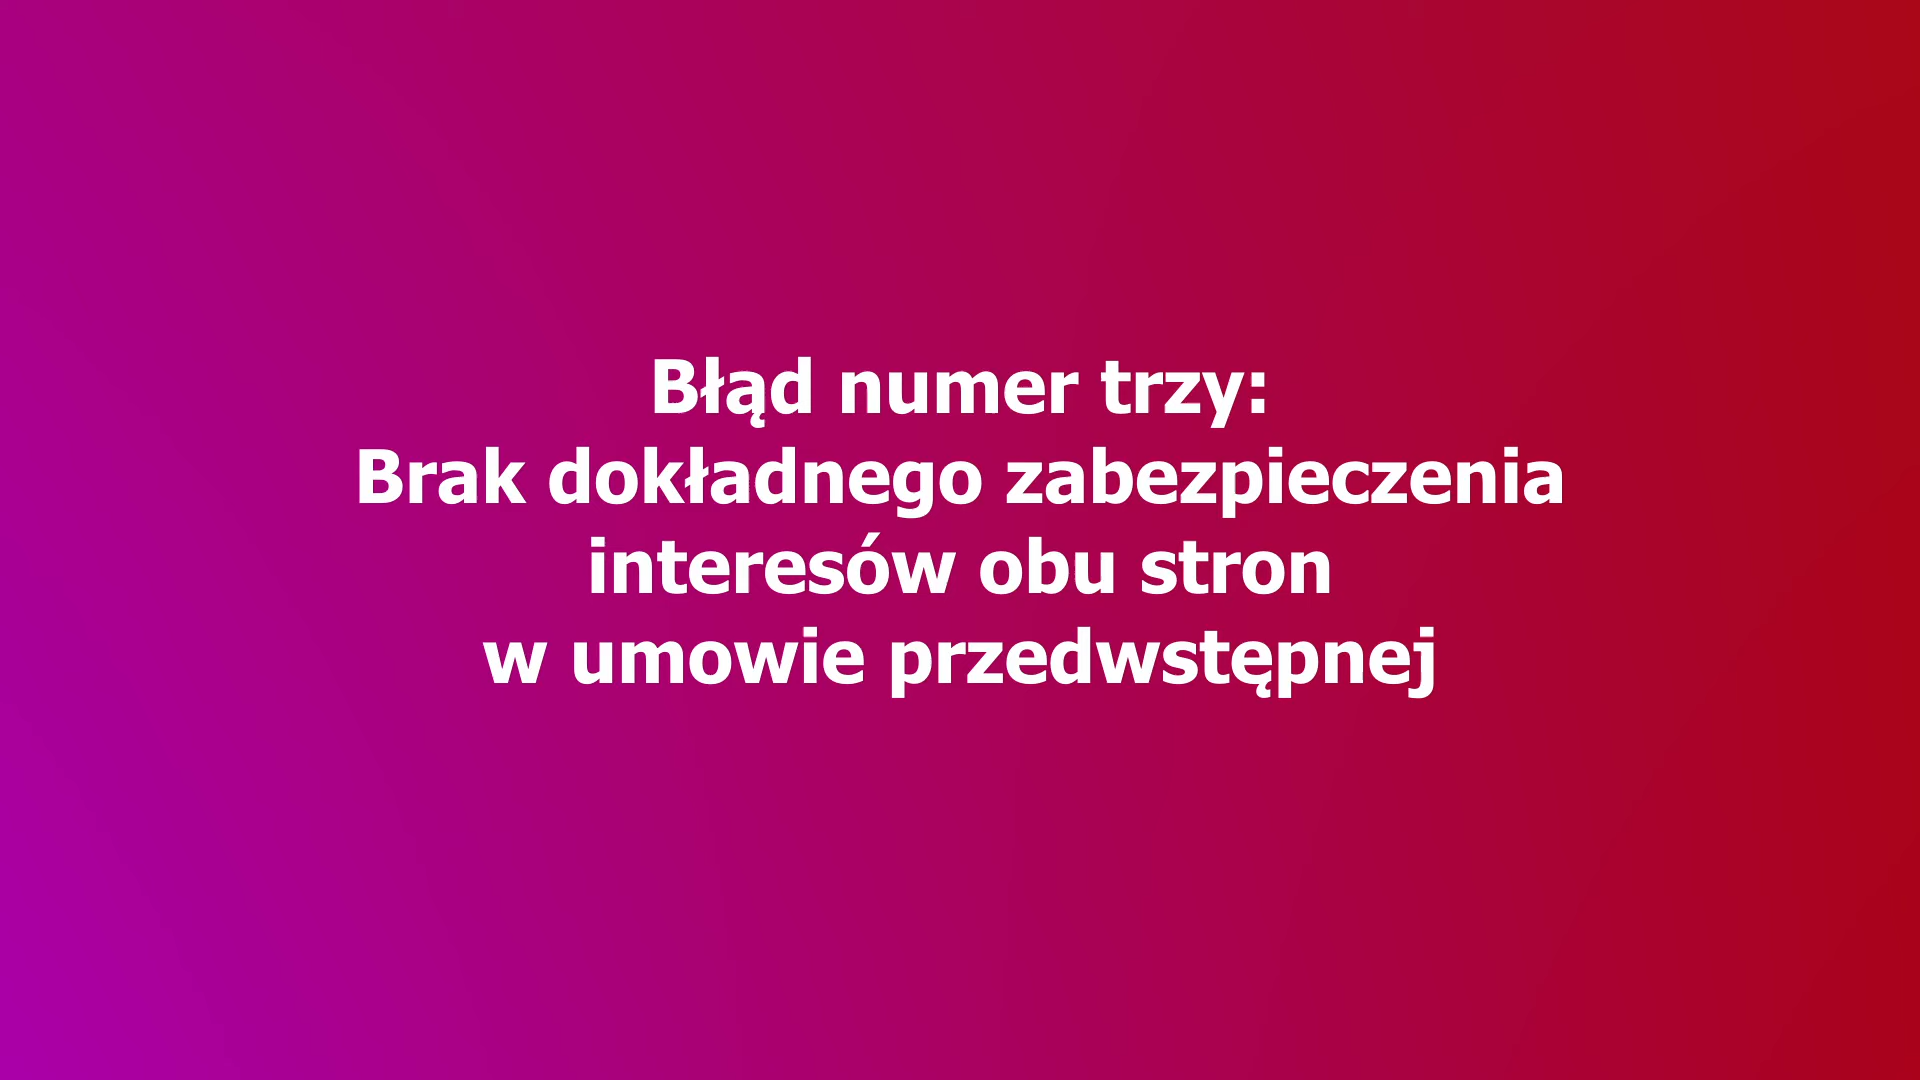 Błąd numer trzy:
Brak dokładnego zabezpieczenia
interesów obu stron
w umowie przedwstępnej